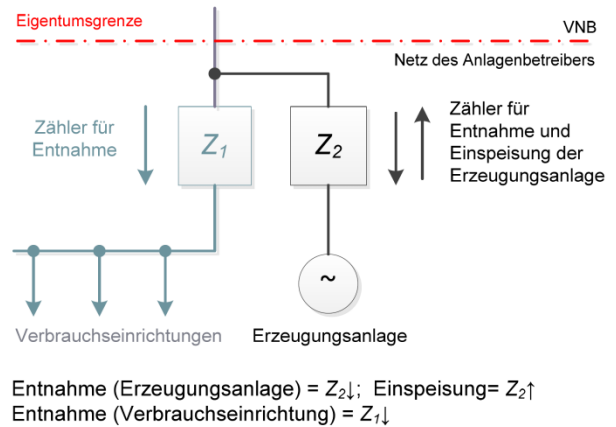 Eigentumsgrenze
VNB
Netz des Anlagenbetreibers
Zähler für
Entnahme
Z1
Z2
Zähler für
Entnahme und
Einspeisung der
Erzeugungsanlage
~
Verbrauchseinrichtungen
Erzeugungsanlage
Entnahme (Erzeugungsanlage) = Z2↓; Einspeisung= Z2↑
Entnahme (Verbrauchseinrichtung) = Z1↓